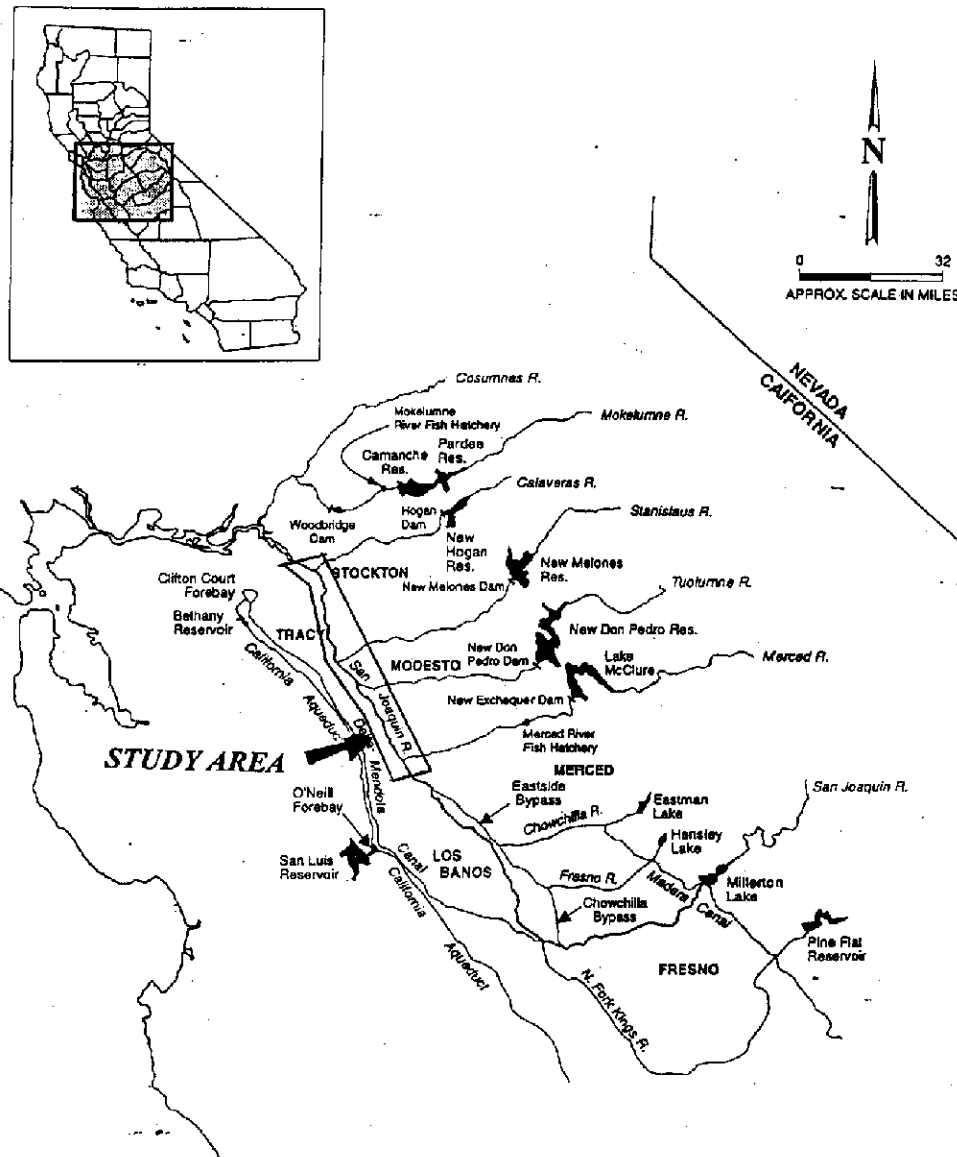 N
0 32
APPROX. SCALE IN MILES
NEVADA
CAIFORNIA
Cosumnes R.
Mokelumne
River Fish Hatchery
Mokelumne R.
Pardee
Res.
Camanche
Res.
Calaveras R.
Hogan
Dam
Woodbridge
Dam
New
Hogan
Res.
Stanislaus R.
STOCKTON
New Melones
Res.
New Melones Dam
Clifton Court
Forebay
Bethany
Reservoir
TRACY
Tuolumne R.
New Don Pedro Res.
New Don
Pedro Dam
MODESTO
Lake
McClure
Merced R.
San
Joaquin R.
California
Aqueduct
New Exchequer Dam
Merced River
Fish Hatchery
STUDY AREA
Delta
Mendota
Canal
MERCED
O'Neill
Forebay
Eastside
Bypass
San Joaquin R.
Chowchilla R.
Eastman
Lake
Hensley
Lake
San Luis
Reservoir
LOS
BANOS
California
Aqueduct
Fresno R.
Madera
Canal
Millerton
Lake
Chowchilla
Bypass
Pine Flat
Reservoir
FRESNO
N. Fork Kings R.